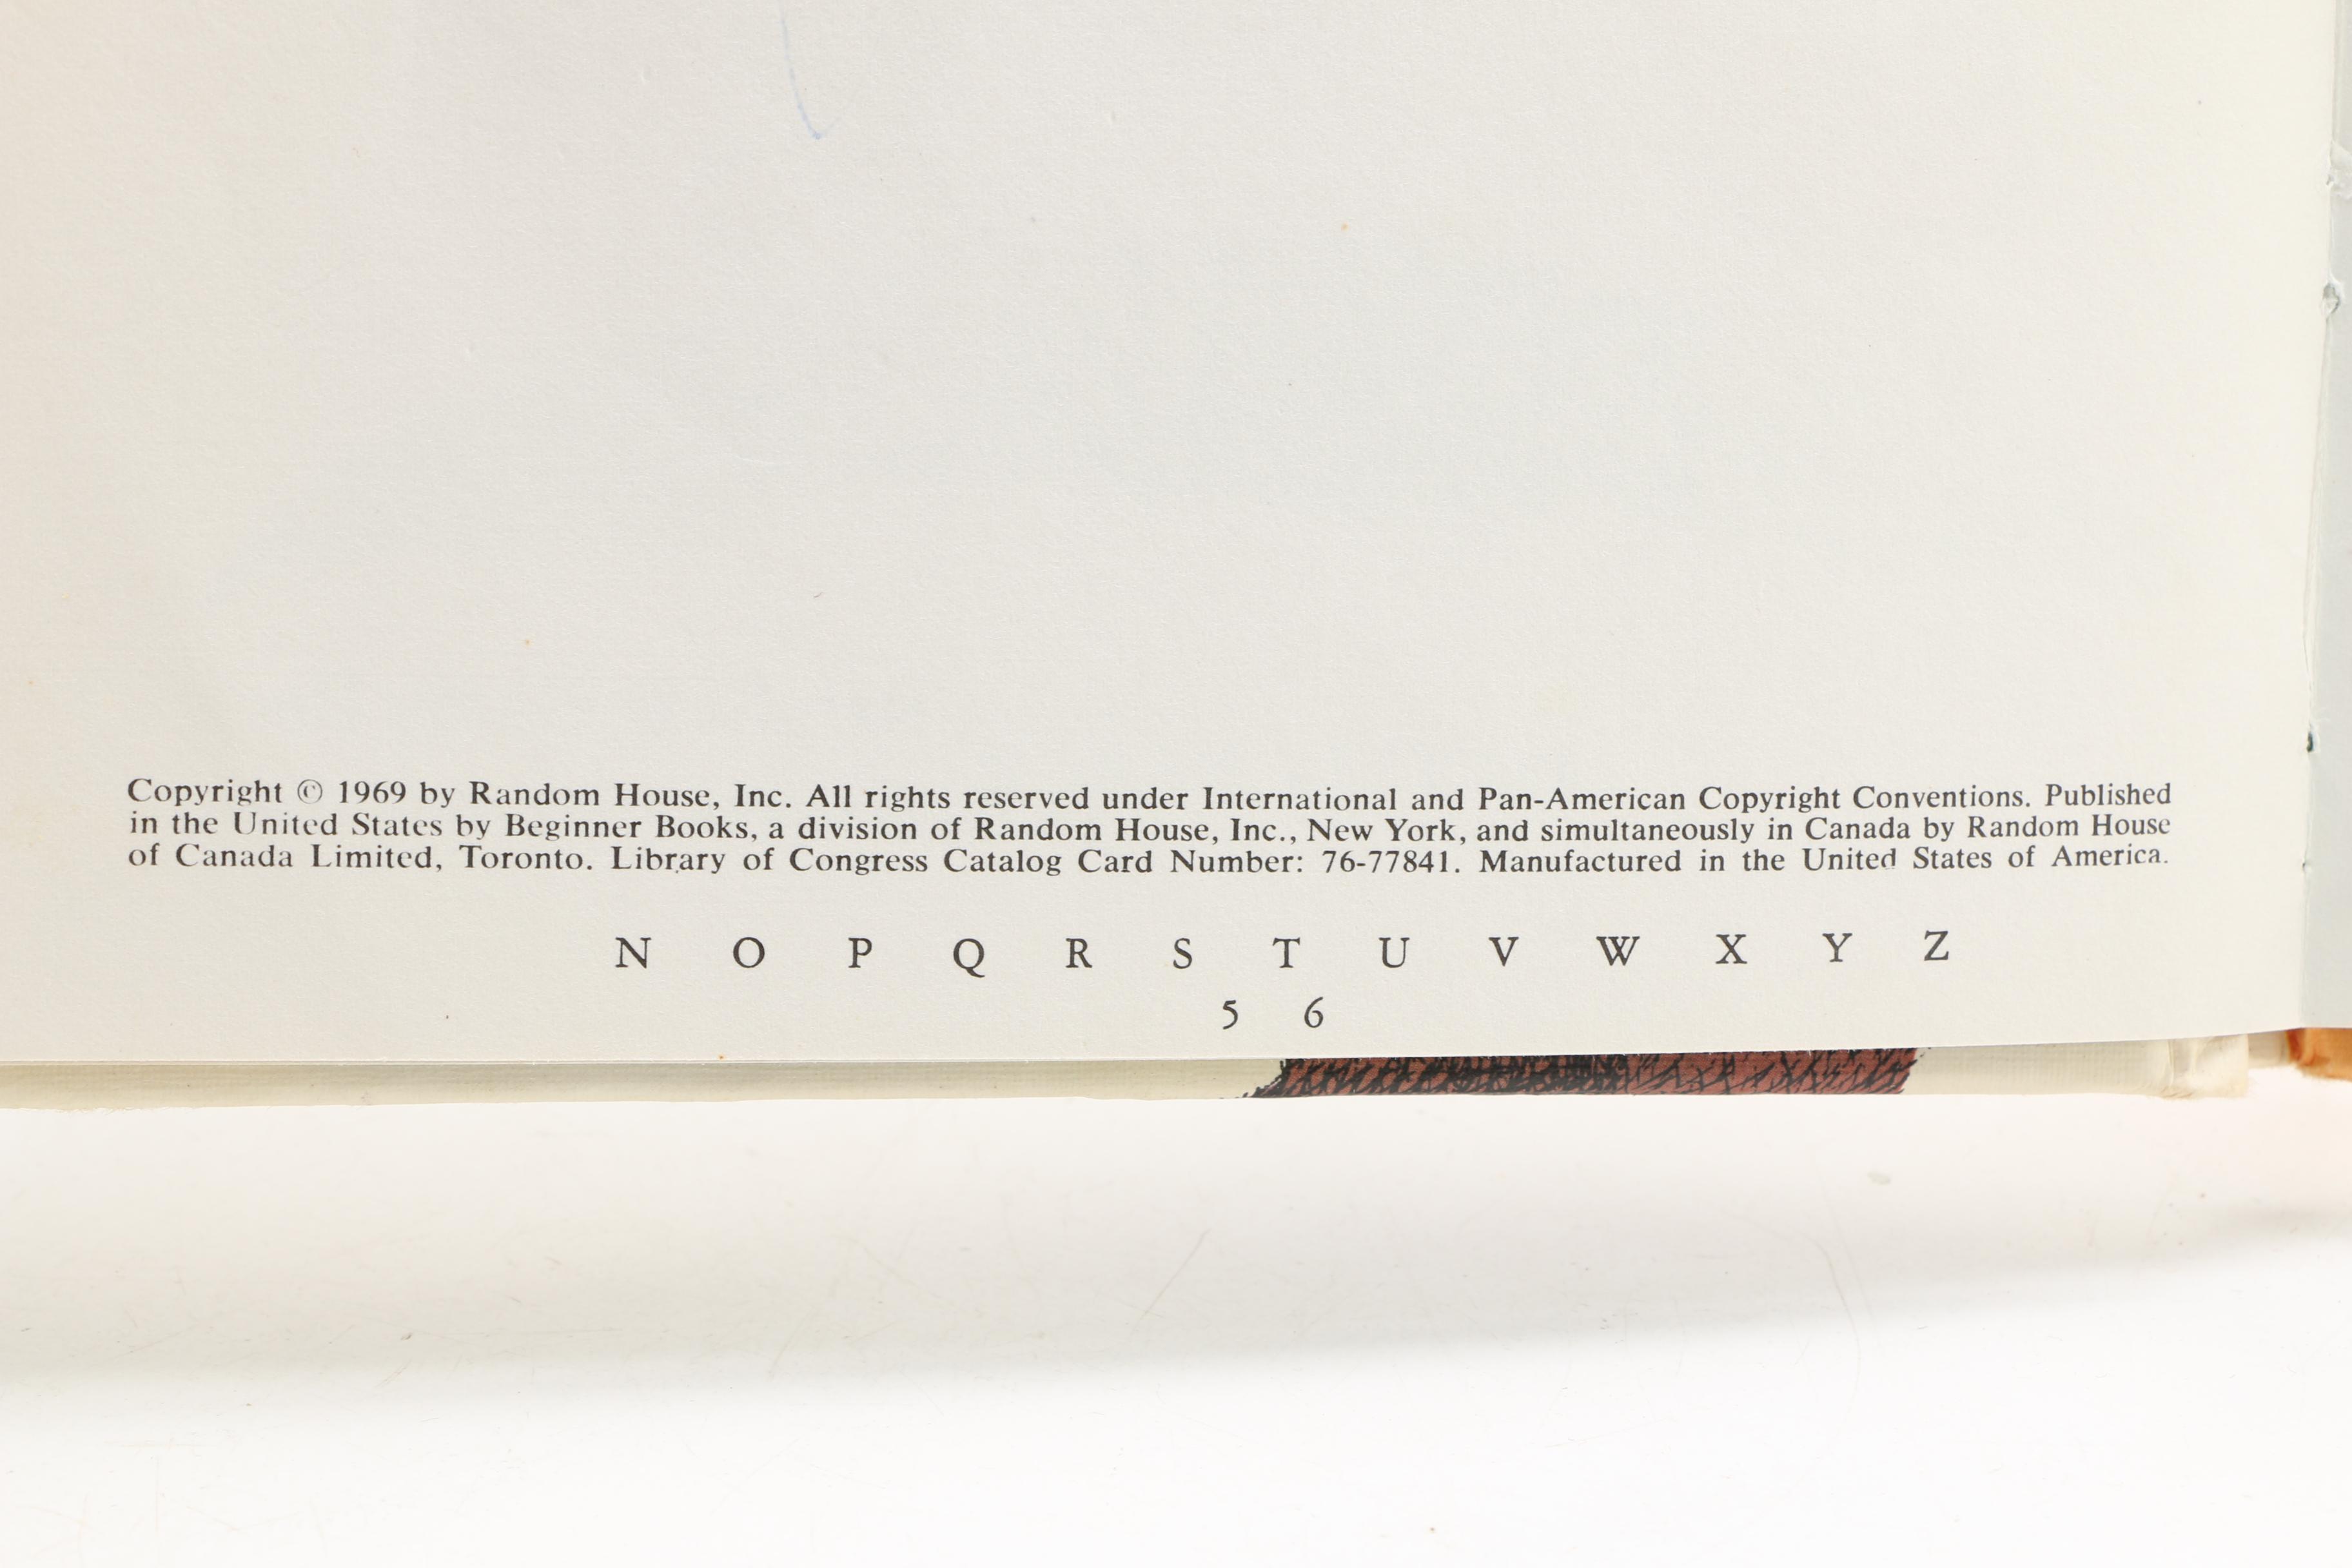 Copyright © 1969 by Random House, Inc. All rights reserved under International and Pan-American Copyright Conventions. Published
in the United States by Beginner Books, a division of Random House, Inc., New York, and simultaneously in Canada by Random House
of Canada Limited, Toronto. Library of Congress Catalog Card Number: 76-77841. Manufactured in the United States of America.
N O P Q R S T U V W X Y Z
5 6